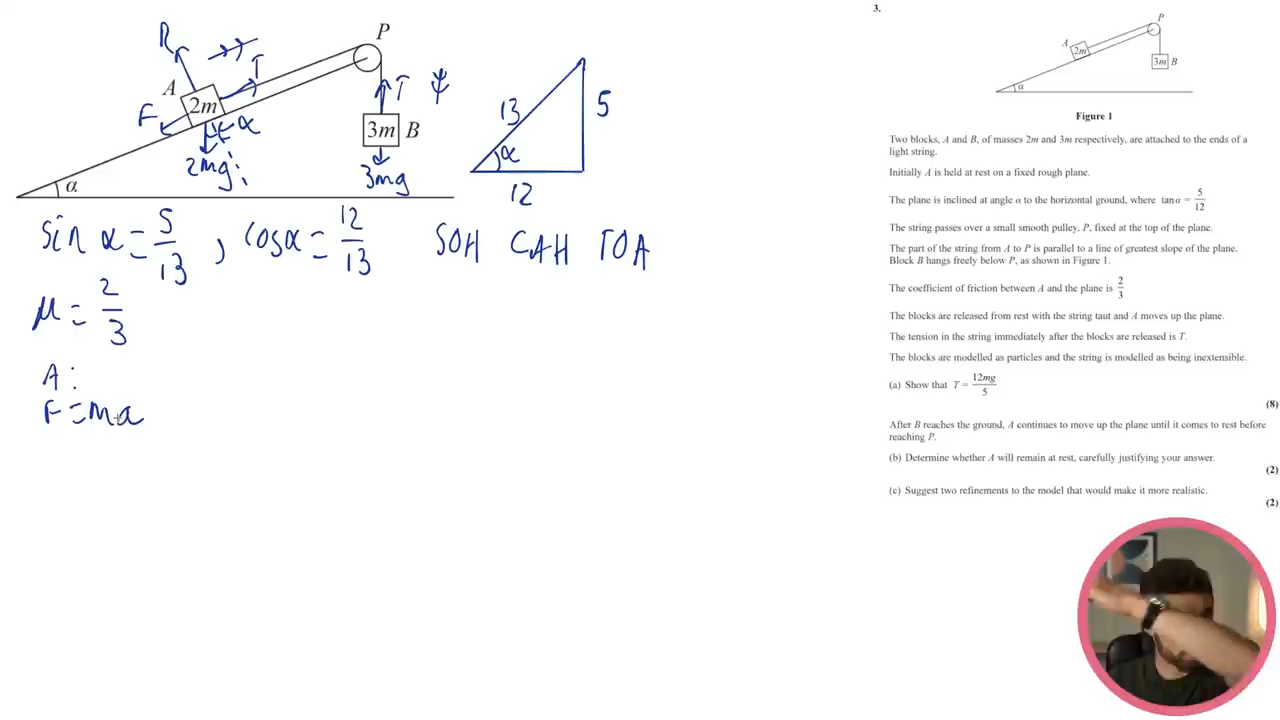 R
T
A
2m
F
α
2mg
α
P
T
3m B
3mg
13
5
α
12
sin α = 5/13 , cosα = 12/13 SOH CAH TOA
μ = 2/3
A :
F = ma
3.
P
A
2m
3m B
α
Figure 1
Two blocks, A and B, of masses 2m and 3m respectively, are attached to the ends of a
light string.
Initially A is held at rest on a fixed rough plane.
The plane is inclined at angle α to the horizontal ground, where tan α = 5/12
The string passes over a small smooth pulley, P, fixed at the top of the plane.
The part of the string from A to P is parallel to a line of greatest slope of the plane.
Block B hangs freely below P, as shown in Figure 1.
The coefficient of friction between A and the plane is 2/3
The blocks are released from rest with the string taut and A moves up the plane.
The tension in the string immediately after the blocks are released is T.
The blocks are modelled as particles and the string is modelled as being inextensible.
(a) Show that T = 12mg/5
(8)
After B reaches the ground, A continues to move up the plane until it comes to rest before
reaching P.
(b) Determine whether A will remain at rest, carefully justifying your answer.
(2)
(c) Suggest two refinements to the model that would make it more realistic.
(2)